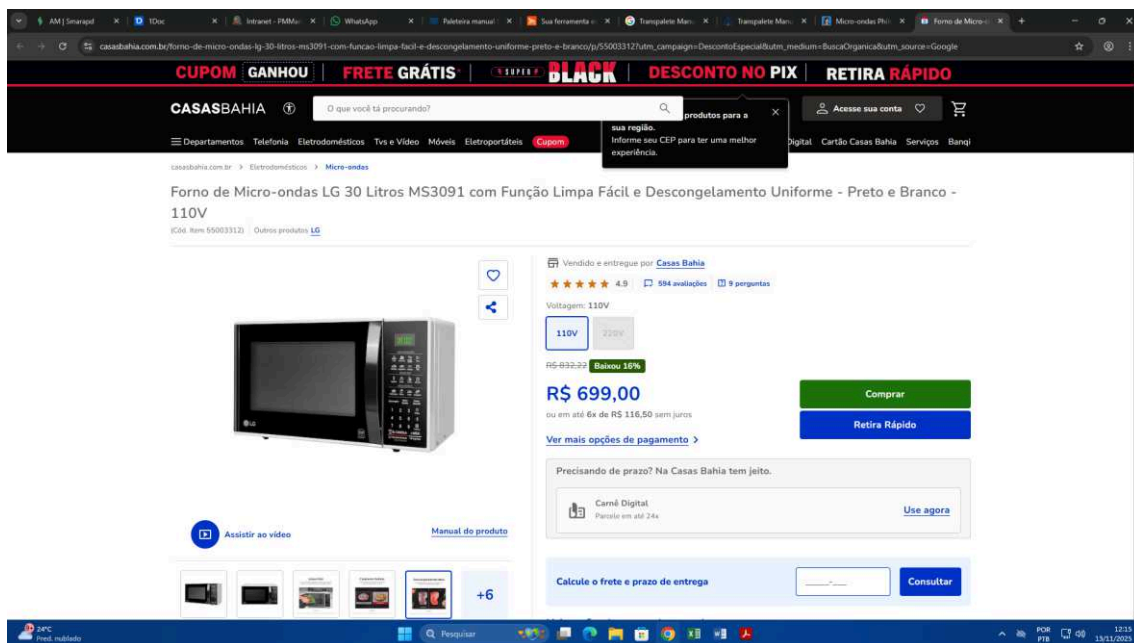 AM | Smarapd
1Doc
Intranet - PMMa
WhatsApp
Paleteira manual
Sua ferramenta e
Transpalete Manu
Transpalete Manu
Micro-ondas Phil
Forno de Micro-o
casasbahia.com.br/forno-de-micro-ondas-lg-30-litros-ms3091-com-funcao-limpa-facil-e-descongelamento-uniforme-preto-e-branco/p/55003312?utm_campaign=DescontoEspecial&utm_medium=BuscaOrganica&utm_source=Google
CUPOM GANHOU | FRETE GRÁTIS* | SUPER BLACK | DESCONTO NO PIX | RETIRA RÁPIDO
CASASBAHIA
O que você tá procurando?
produtos para a
sua região.
Informe seu CEP para ter uma melhor
experiência.
Acesse sua conta
Departamentos Telefonia Eletrodomésticos Tvs e Vídeo Móveis Eletroportáteis Cupom
Digital Cartão Casas Bahia Serviços Banqi
casasbahia.com.br > Eletrodomésticos > Micro-ondas
Forno de Micro-ondas LG 30 Litros MS3091 com Função Limpa Fácil e Descongelamento Uniforme - Preto e Branco -
110V
(Cód. Item 55003312) Outros produtos LG
Vendido e entregue por Casas Bahia
4.9 594 avaliações 9 perguntas
Voltagem: 110V
110V 220V
R$ 832,22 Baixou 16%
R$ 699,00
ou em até 6x de R$ 116,50 sem juros
Ver mais opções de pagamento >
Comprar
Retira Rápido
Precisando de prazo? Na Casas Bahia tem jeito.
Carnê Digital
Parcele em até 24x
Use agora
LG
Assistir ao vídeo
Manual do produto
+6
Calcule o frete e prazo de entrega
Consultar
24°C
Pred. nublado
Pesquisar
POR
PTB
12:15
13/11/2025